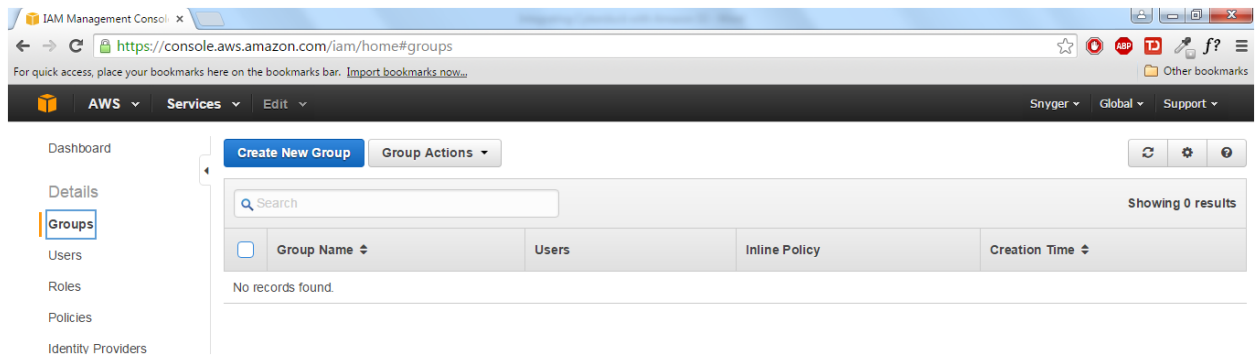 IAM Management Consol
https://console.aws.amazon.com/iam/home#groups
ABP
f?
For quick access, place your bookmarks here on the bookmarks bar. Import bookmarks now...
Other bookmarks
AWS Services Edit Snyger Global Support
Dashboard
Create New Group Group Actions
Details
Search
Showing 0 results
Groups
Group Name Users Inline Policy Creation Time
Users
Roles
No records found.
Policies
Identity Providers